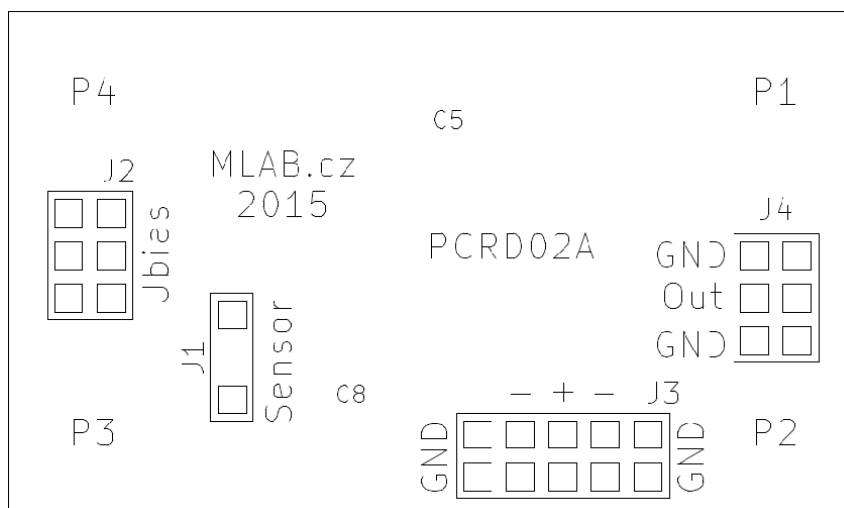 P4
P1
C5
J2
MLAB.cz
2015
Jbias
J4
PCRD02A
GND
Out
GND
J1
Sensor
C8
- + -
J3
P3
GND
GND
P2